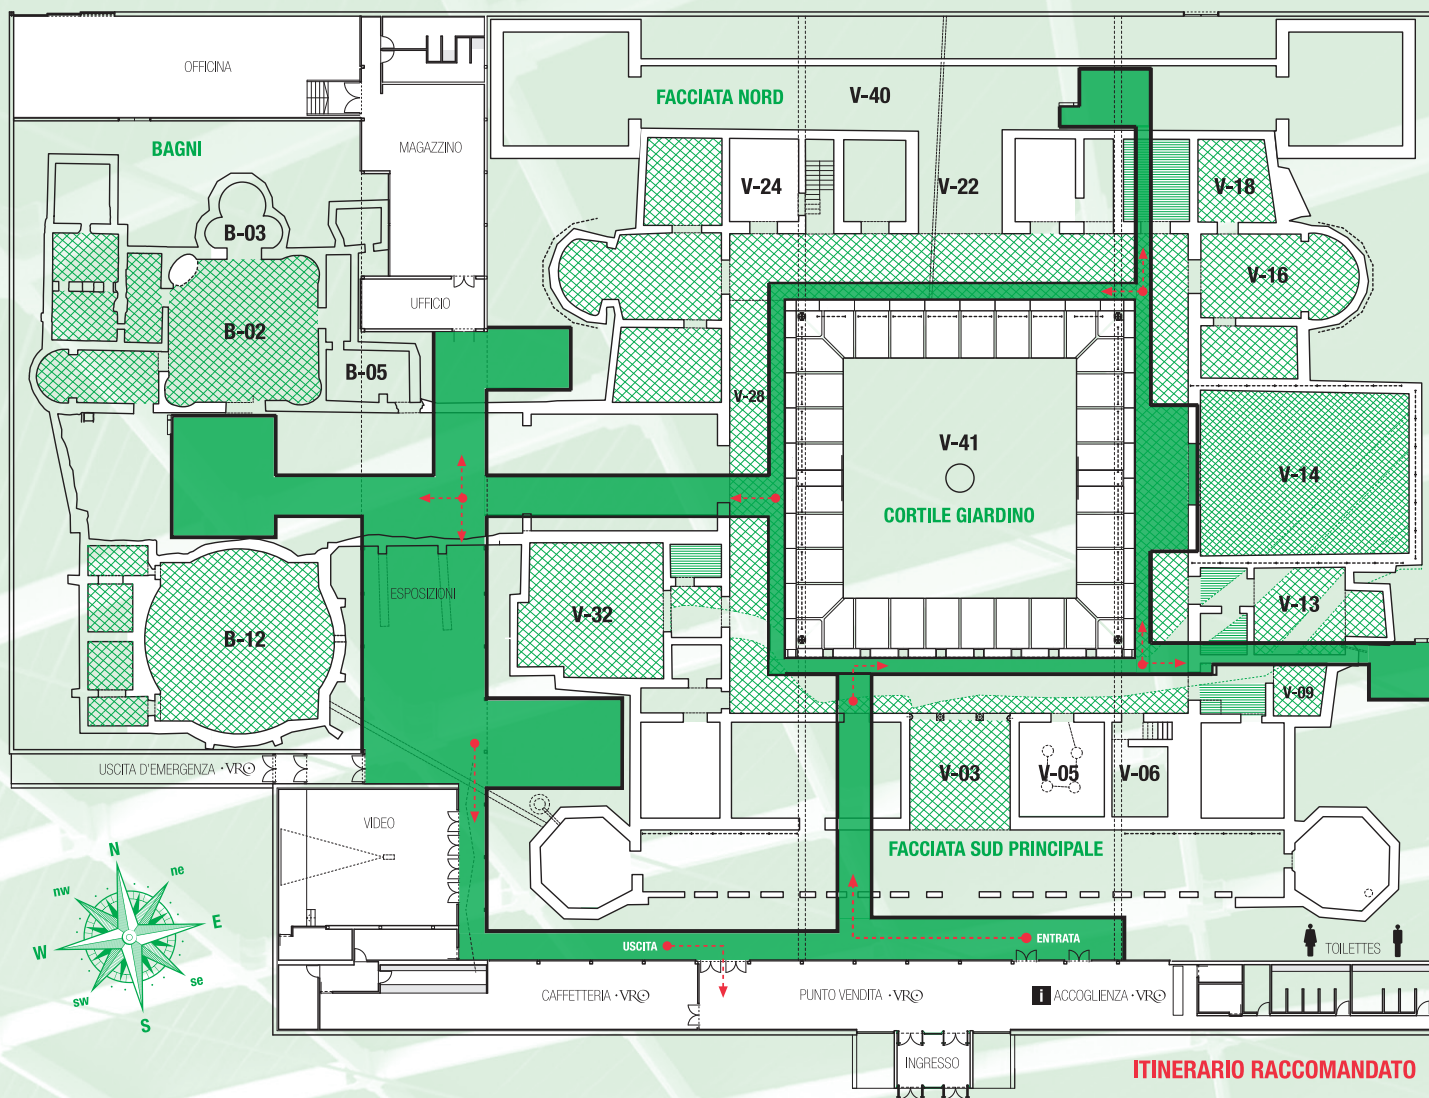 OFFICINA
FACCIATA NORD
V-40
BAGNI
MAGAZZINO
V-24
V-22
V-18
B-03
V-16
UFFICIO
B-02
B-05
V-28
V-41
V-14
CORTILE GIARDINO
ESPOSIZIONI
V-32
V-13
B-12
V-09
USCITA D'EMERGENZA · VRO
V-03
V-05
V-06
VIDEO
FACCIATA SUD PRINCIPALE
N
nw
ne
W
E
sw
se
S
USCITA
ENTRATA
TOILETTES
CAFFETTERIA · VRO
PUNTO VENDITA · VRO
i ACCOGLIENZA · VRO
INGRESSO
ITINERARIO RACCOMANDATO